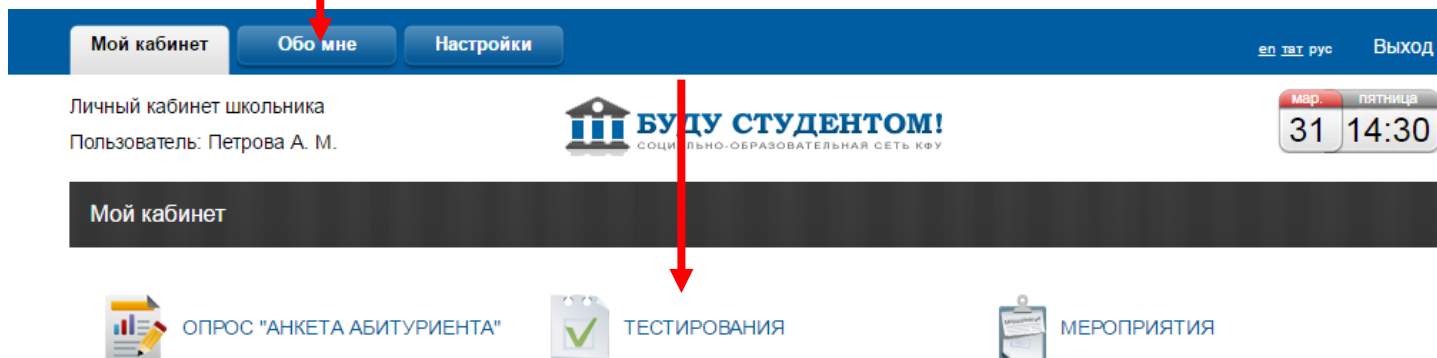 Мой кабинет Обо мне Настройки en тат рус Выход
Личный кабинет школьника
Пользователь: Петрова А. М.
БУДУ СТУДЕНТОМ!
СОЦИАЛЬНО-ОБРАЗОВАТЕЛЬНАЯ СЕТЬ КФУ
мар. пятница
31 14:30
Мой кабинет
ОПРОС "АНКЕТА АБИТУРИЕНТА" ТЕСТИРОВАНИЯ МЕРОПРИЯТИЯ